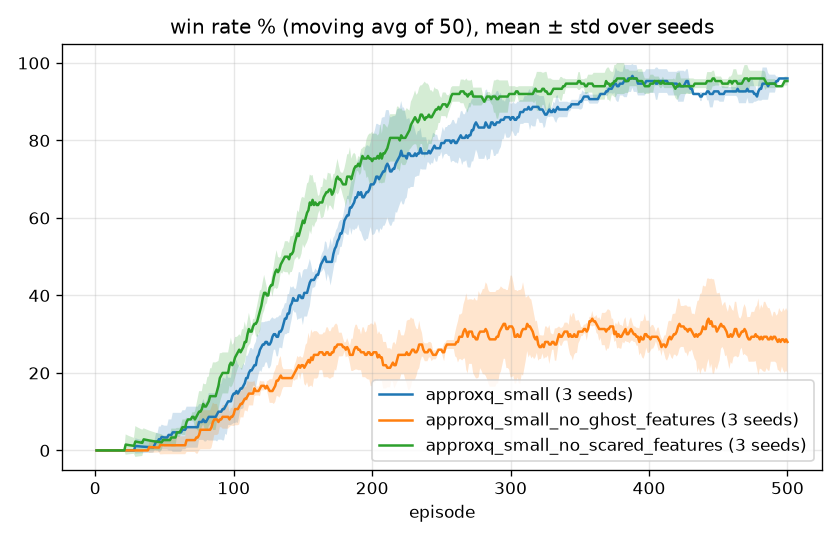 win rate % (moving avg of 50), mean ± std over seeds
100
80
60
40
20
0
approxq_small (3 seeds)
approxq_small_no_ghost_features (3 seeds)
approxq_small_no_scared_features (3 seeds)
0 100 200 300 400 500
episode